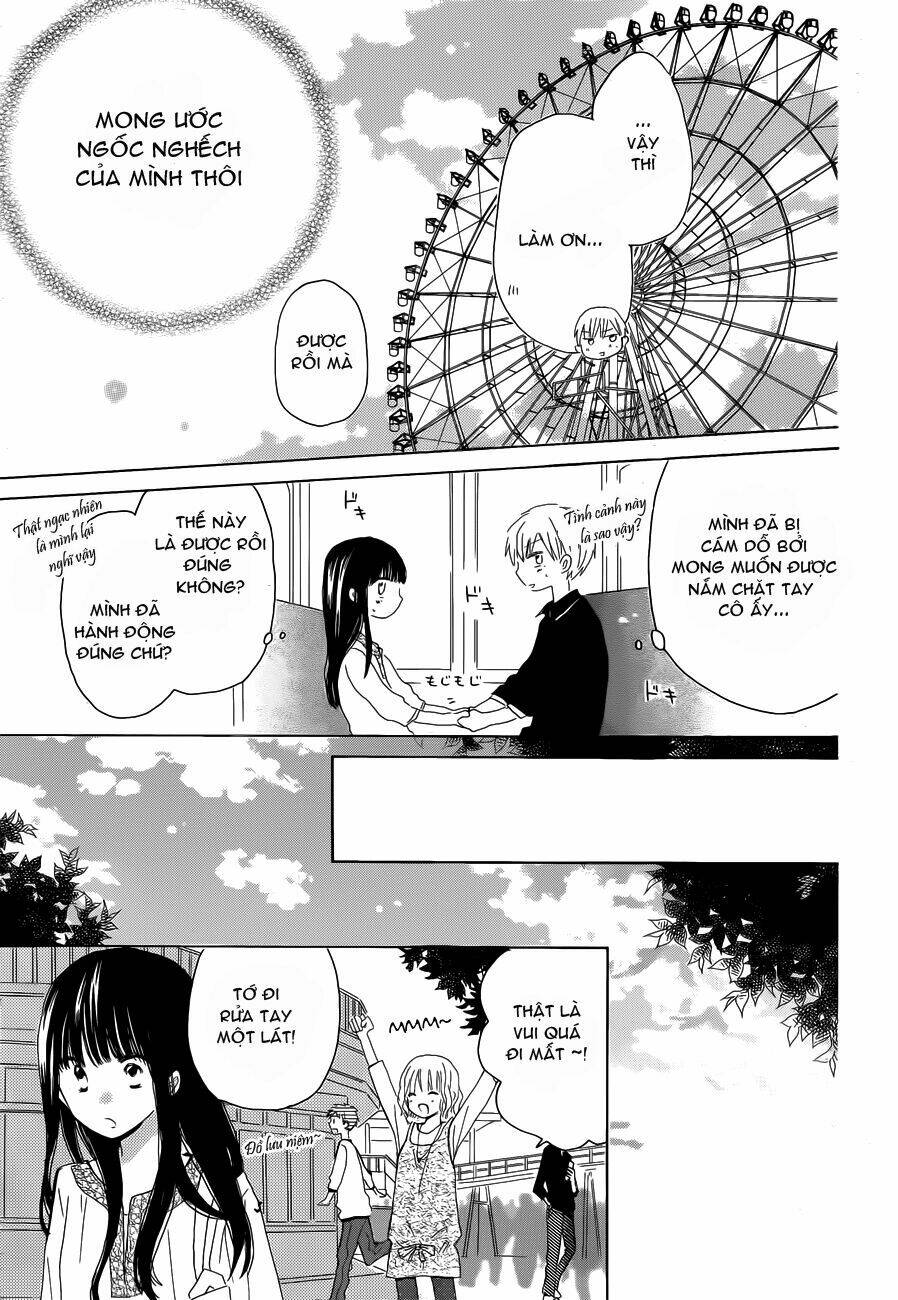 ...
VẬY
THÌ
LÀM ƠN...
MONG ƯỚC
NGỐC NGHẾCH
CỦA MÌNH THÔI
ĐƯỢC
RỒI MÀ
MÌNH ĐÃ BỊ
CÁM DỖ BỞI
MONG MUỐN ĐƯỢC
NẮM CHẶT TAY
CÔ ẤY...
Tình cảnh này
là sao vậy?
ドキ
ドキ
ドキ
もじもじ
THẾ NÀY
LÀ ĐƯỢC RỒI
ĐÚNG
KHÔNG?
MÌNH ĐÃ
HÀNH ĐỘNG
ĐÚNG CHỨ?
Thật ngạc nhiên
là mình lại
nghĩ vậy
THẬT LÀ
VUI QUÁ
ĐI MẤT ~!
MMM~
TỚ ĐI
RỬA TAY
MỘT LÁT!
Đồ lưu niệm~